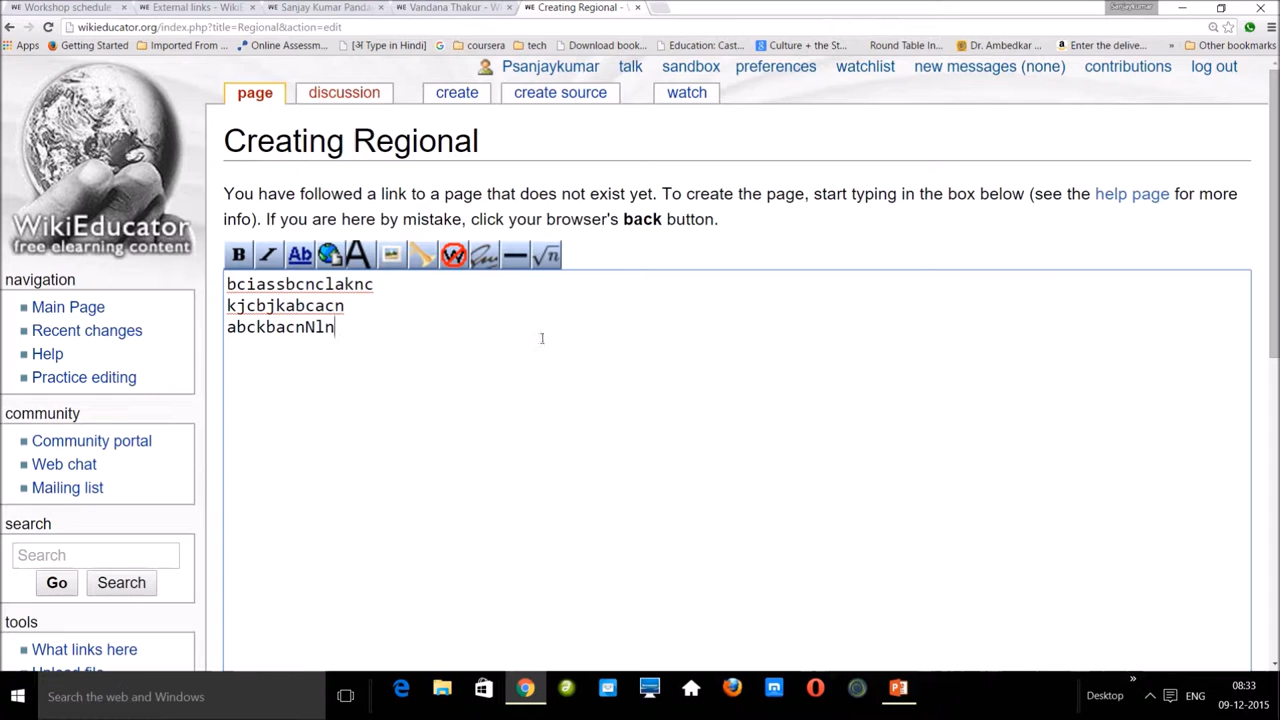 Workshop schedule
External links - WikiE
Sanjay Kumar Panda
Vandana Thakur - W
Creating Regional -
Sanjaykumar
wikieducator.org/index.php?title=Regional&action=edit
Apps
Getting Started
Imported From ...
Online Assessm...
[अ Type in Hindi]
coursera
tech
Download book...
Education: Cast...
Culture + the St...
Round Table In...
Dr. Ambedkar ...
Enter the delive...
»
Other bookmarks
Psanjaykumar talk sandbox preferences watchlist new messages (none) contributions log out
page discussion create create source watch
Creating Regional
You have followed a link to a page that does not exist yet. To create the page, start typing in the box below (see the help page for more
info). If you are here by mistake, click your browser's back button.
B I Ab A W √n
bciassbcnclaknc
kjcbjkabcacn
abckbacnNln
WikiEducator
free elearning content
navigation
Main Page
Recent changes
Help
Practice editing
community
Community portal
Web chat
Mailing list
search
Search
Go Search
tools
What links here
Upload file
Search the web and Windows
Desktop
»
ENG
08:33
09-12-2015